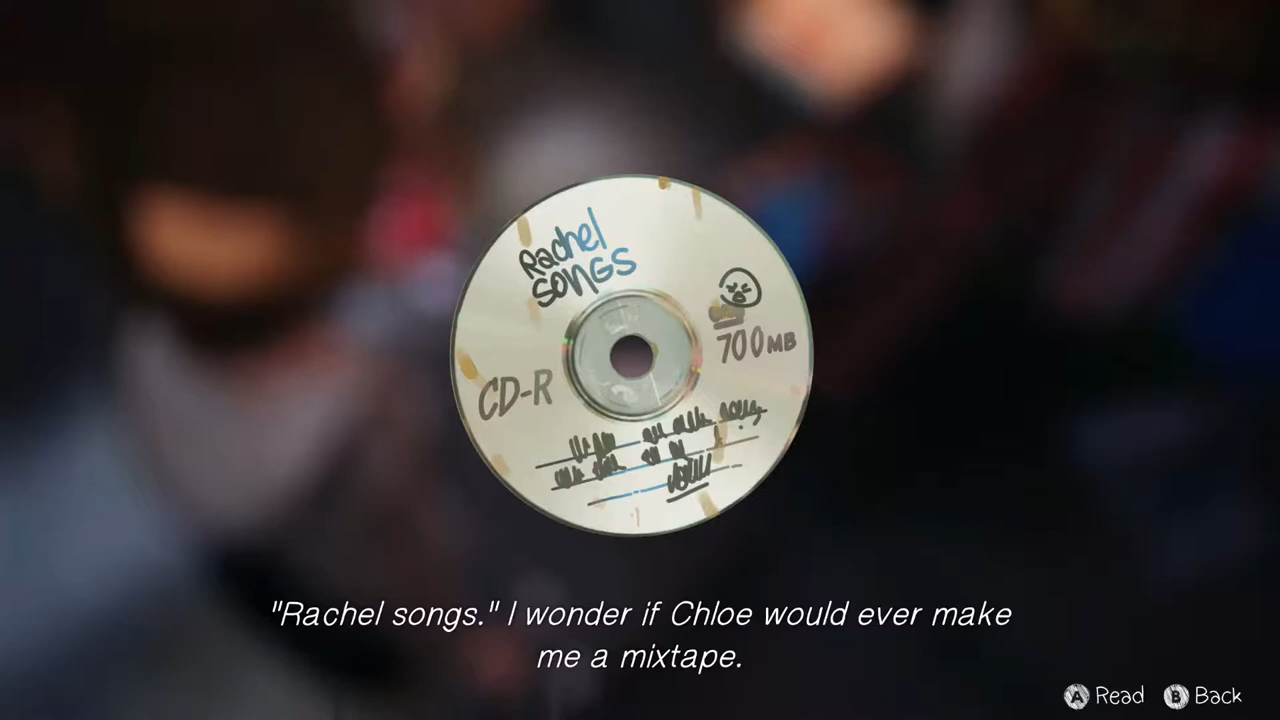 Rachel
SONGS
700MB
CD-R
"Rachel songs." I wonder if Chloe would ever make
me a mixtape.
A Read B Back